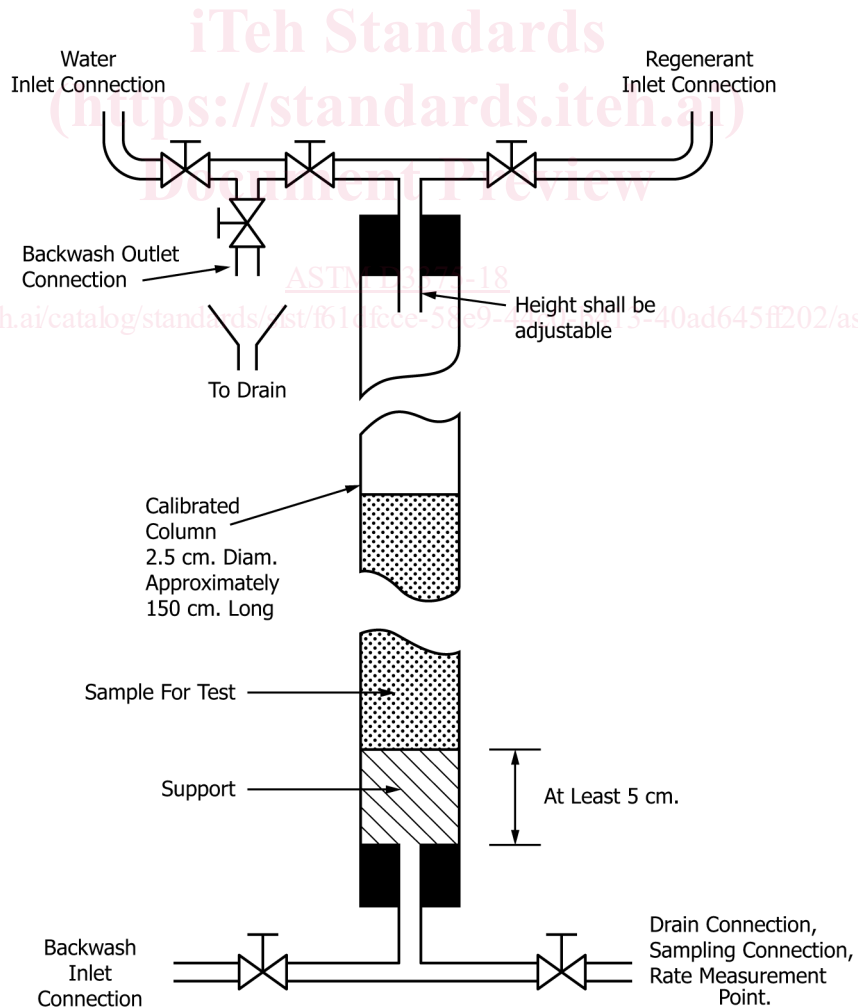 iTeh Standards
Water
Inlet Connection
Regenerant
Inlet Connection
(https://standards.iteh.ai)
Document Preview
Backwash Outlet
Connection
ASTM D3375-18
Height shall be
adjustable
To Drain
Calibrated
Column
2.5 cm. Diam.
Approximately
150 cm. Long
Sample For Test
Support
At Least 5 cm.
Backwash
Inlet
Connection
Drain Connection,
Sampling Connection,
Rate Measurement
Point.